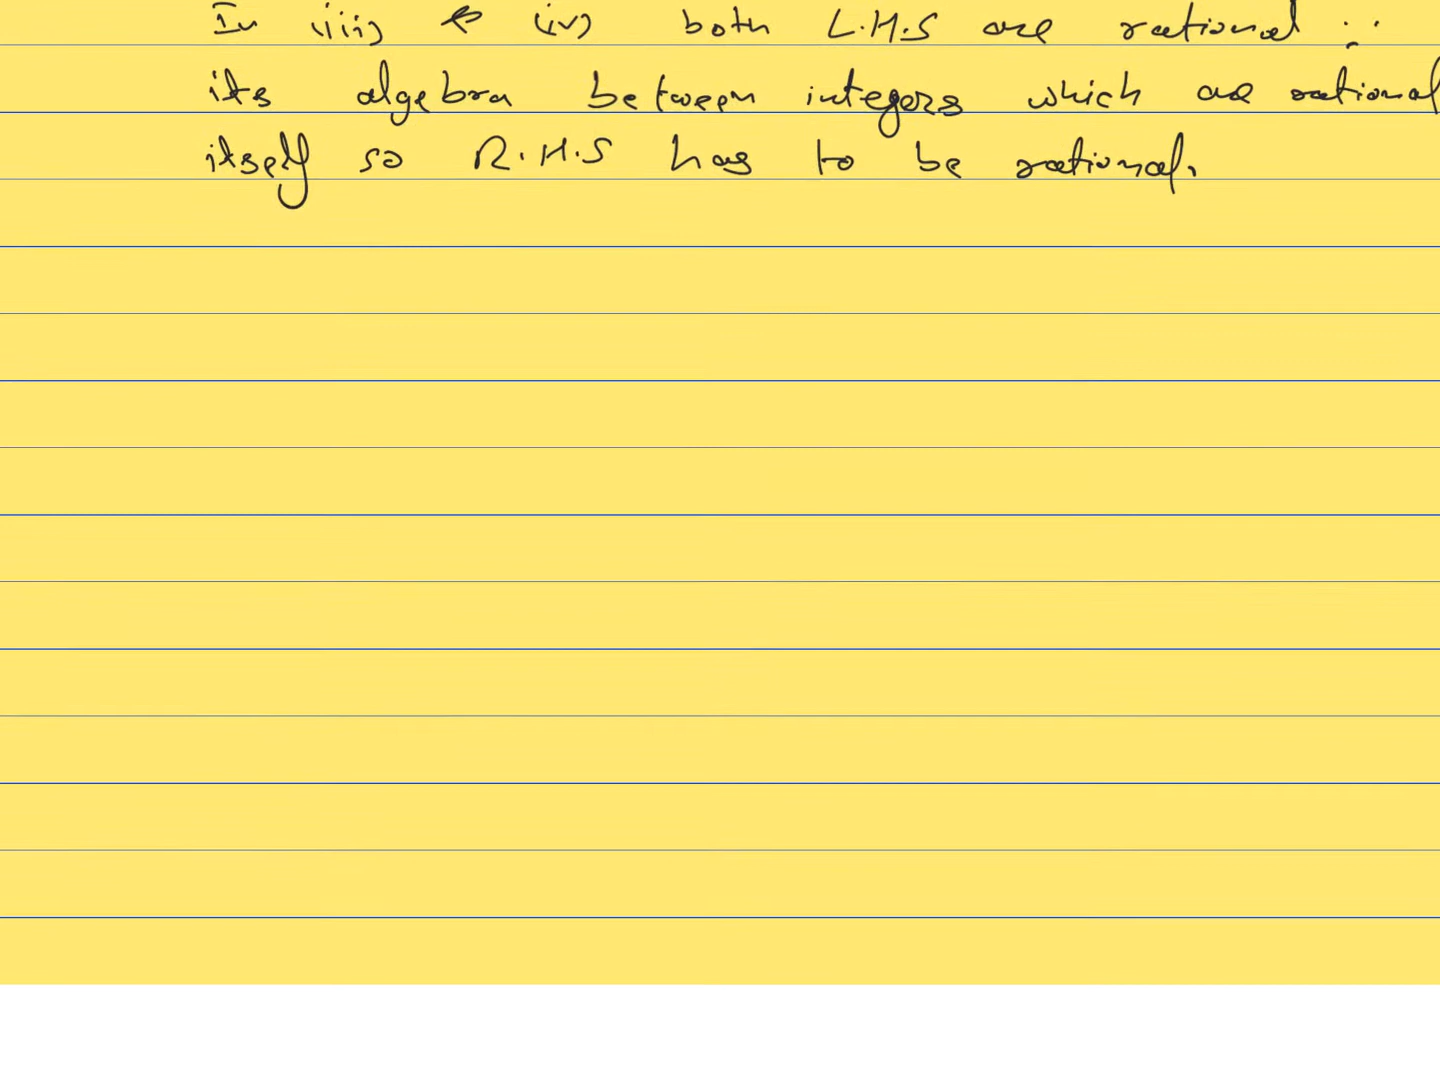 In (iii) & (iv) both L.H.S are rational ∵
its algebra between integers which are rational
itself so R.H.S has to be rational.